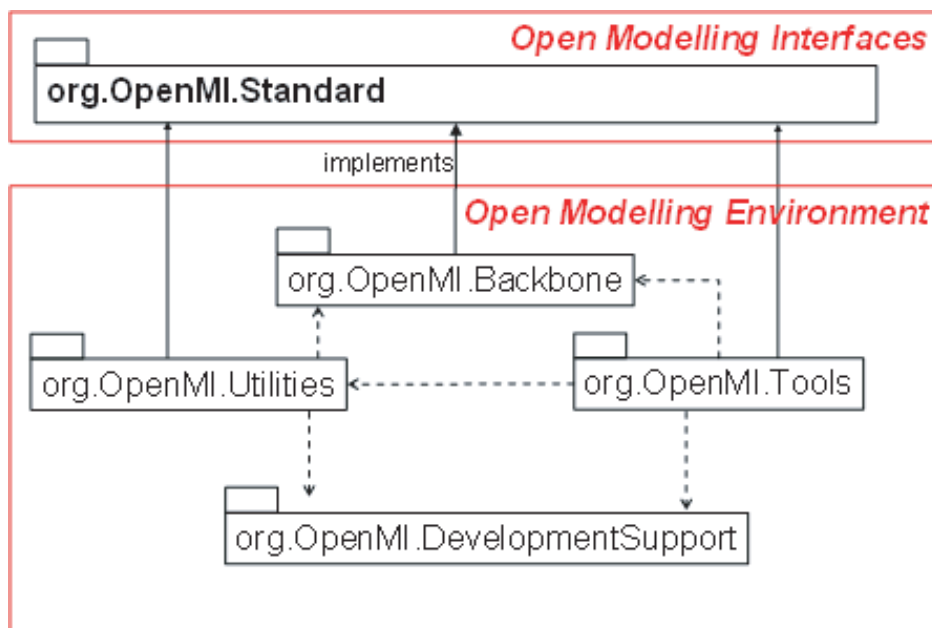 Open Modelling Interfaces
org.OpenMI.Standard
implements
Open Modelling Environment
org.OpenMI.Backbone
org.OpenMI.Utilities
org.OpenMI.Tools
org.OpenMI.DevelopmentSupport